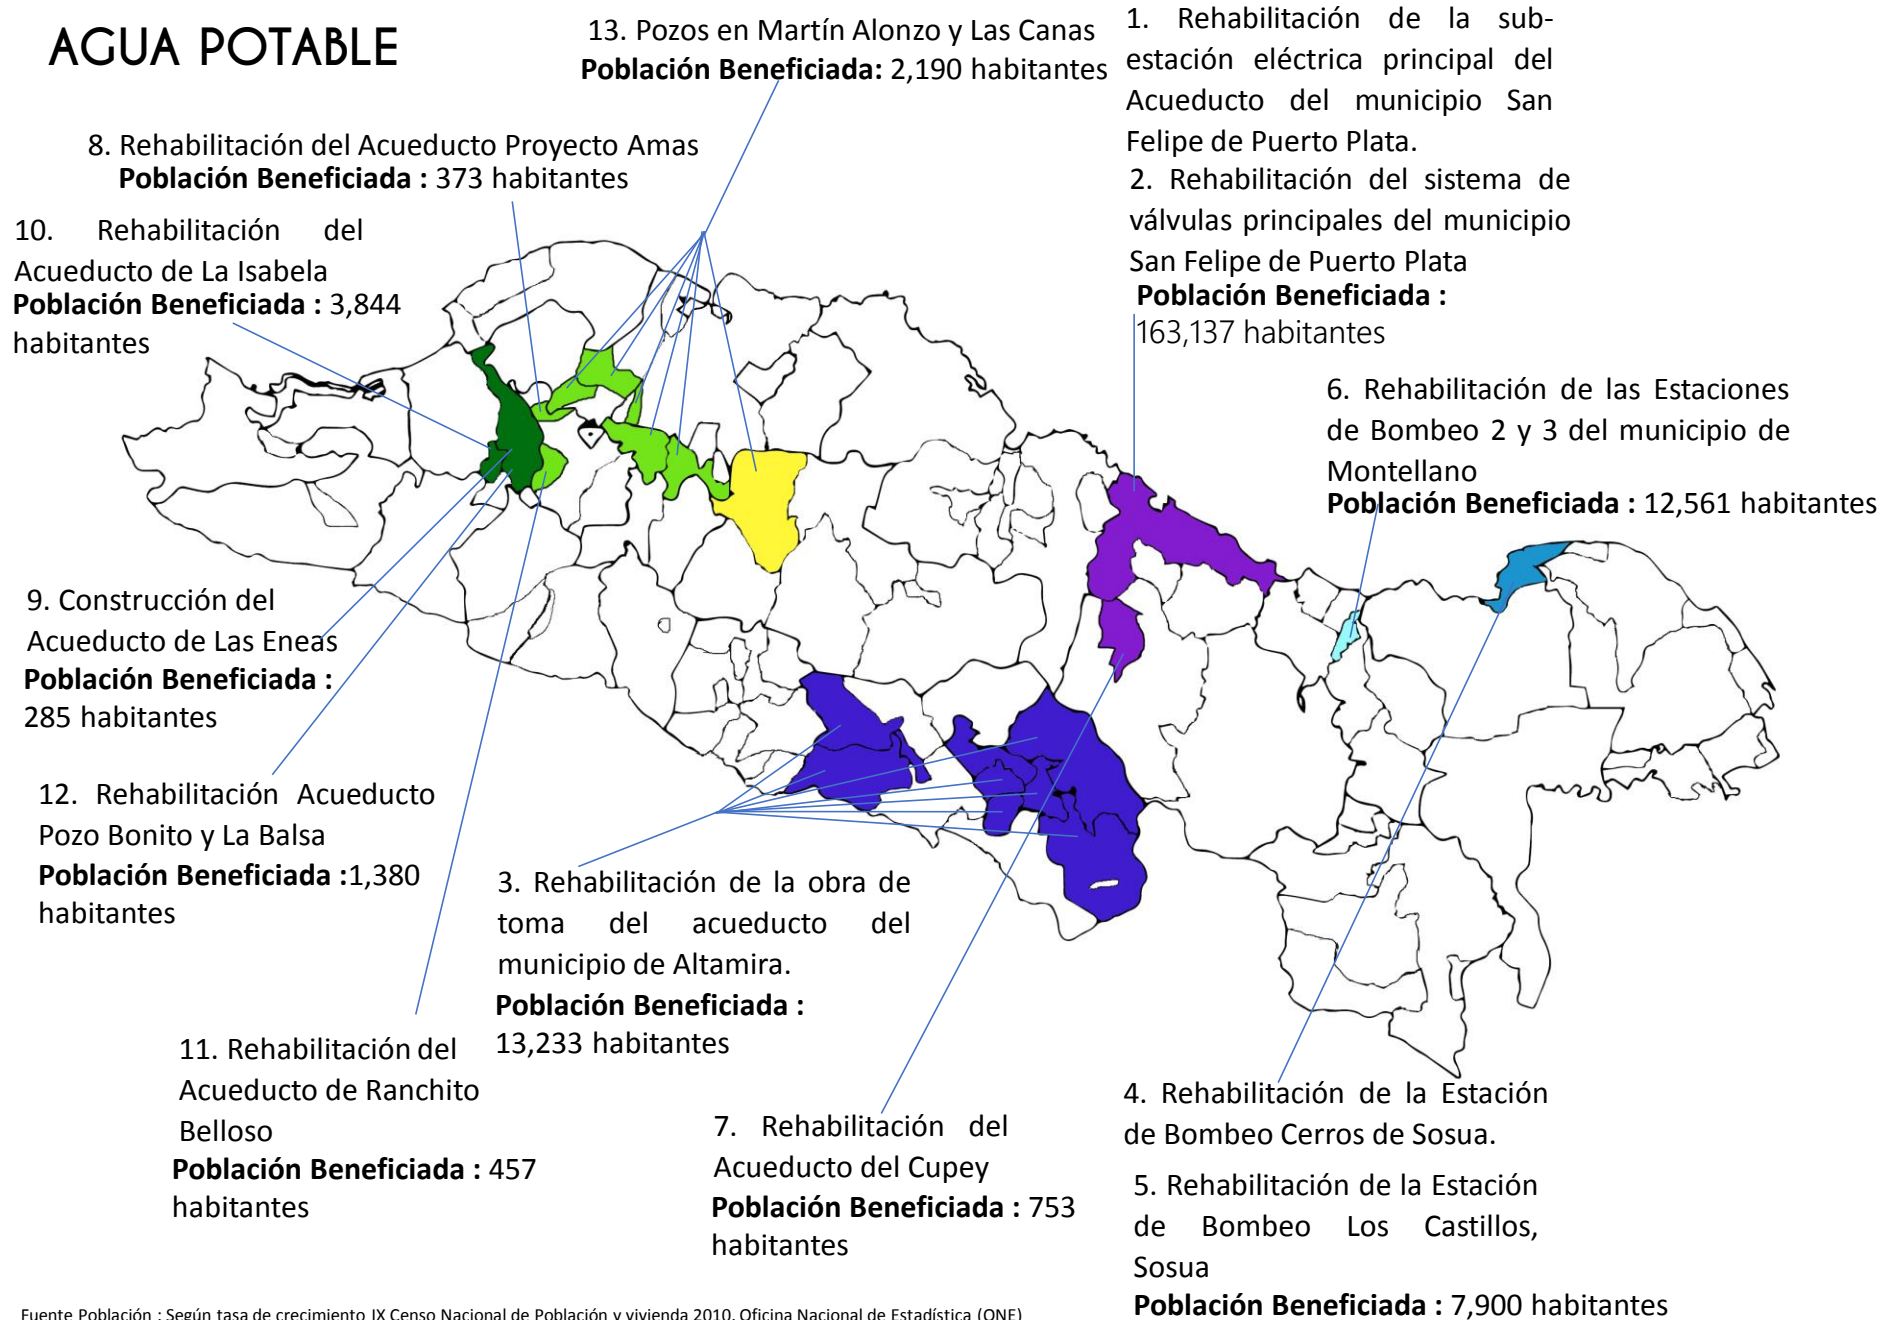 AGUA POTABLE
13. Pozos en Martín Alonzo y Las Canas
Población Beneficiada: 2,190 habitantes
1. Rehabilitación de la sub-
estación eléctrica principal del
Acueducto del municipio San
Felipe de Puerto Plata.
2. Rehabilitación del sistema de
válvulas principales del municipio
San Felipe de Puerto Plata
Población Beneficiada :
163,137 habitantes
8. Rehabilitación del Acueducto Proyecto Amas
Población Beneficiada : 373 habitantes
10. Rehabilitación del
Acueducto de La Isabela
Población Beneficiada : 3,844
habitantes
6. Rehabilitación de las Estaciones
de Bombeo 2 y 3 del municipio de
Montellano
Población Beneficiada : 12,561 habitantes
9. Construcción del
Acueducto de Las Eneas
Población Beneficiada :
285 habitantes
12. Rehabilitación Acueducto
Pozo Bonito y La Balsa
Población Beneficiada :1,380
habitantes
3. Rehabilitación de la obra de
toma del acueducto del
municipio de Altamira.
Población Beneficiada :
13,233 habitantes
11. Rehabilitación del
Acueducto de Ranchito
Belloso
Población Beneficiada : 457
habitantes
7. Rehabilitación del
Acueducto del Cupey
Población Beneficiada : 753
habitantes
4. Rehabilitación de la Estación
de Bombeo Cerros de Sosua.
5. Rehabilitación de la Estación
de Bombeo Los Castillos,
Sosua
Población Beneficiada : 7,900 habitantes
Fuente Población : Según tasa de crecimiento IX Censo Nacional de Población y vivienda 2010, Oficina Nacional de Estadística (ONE)